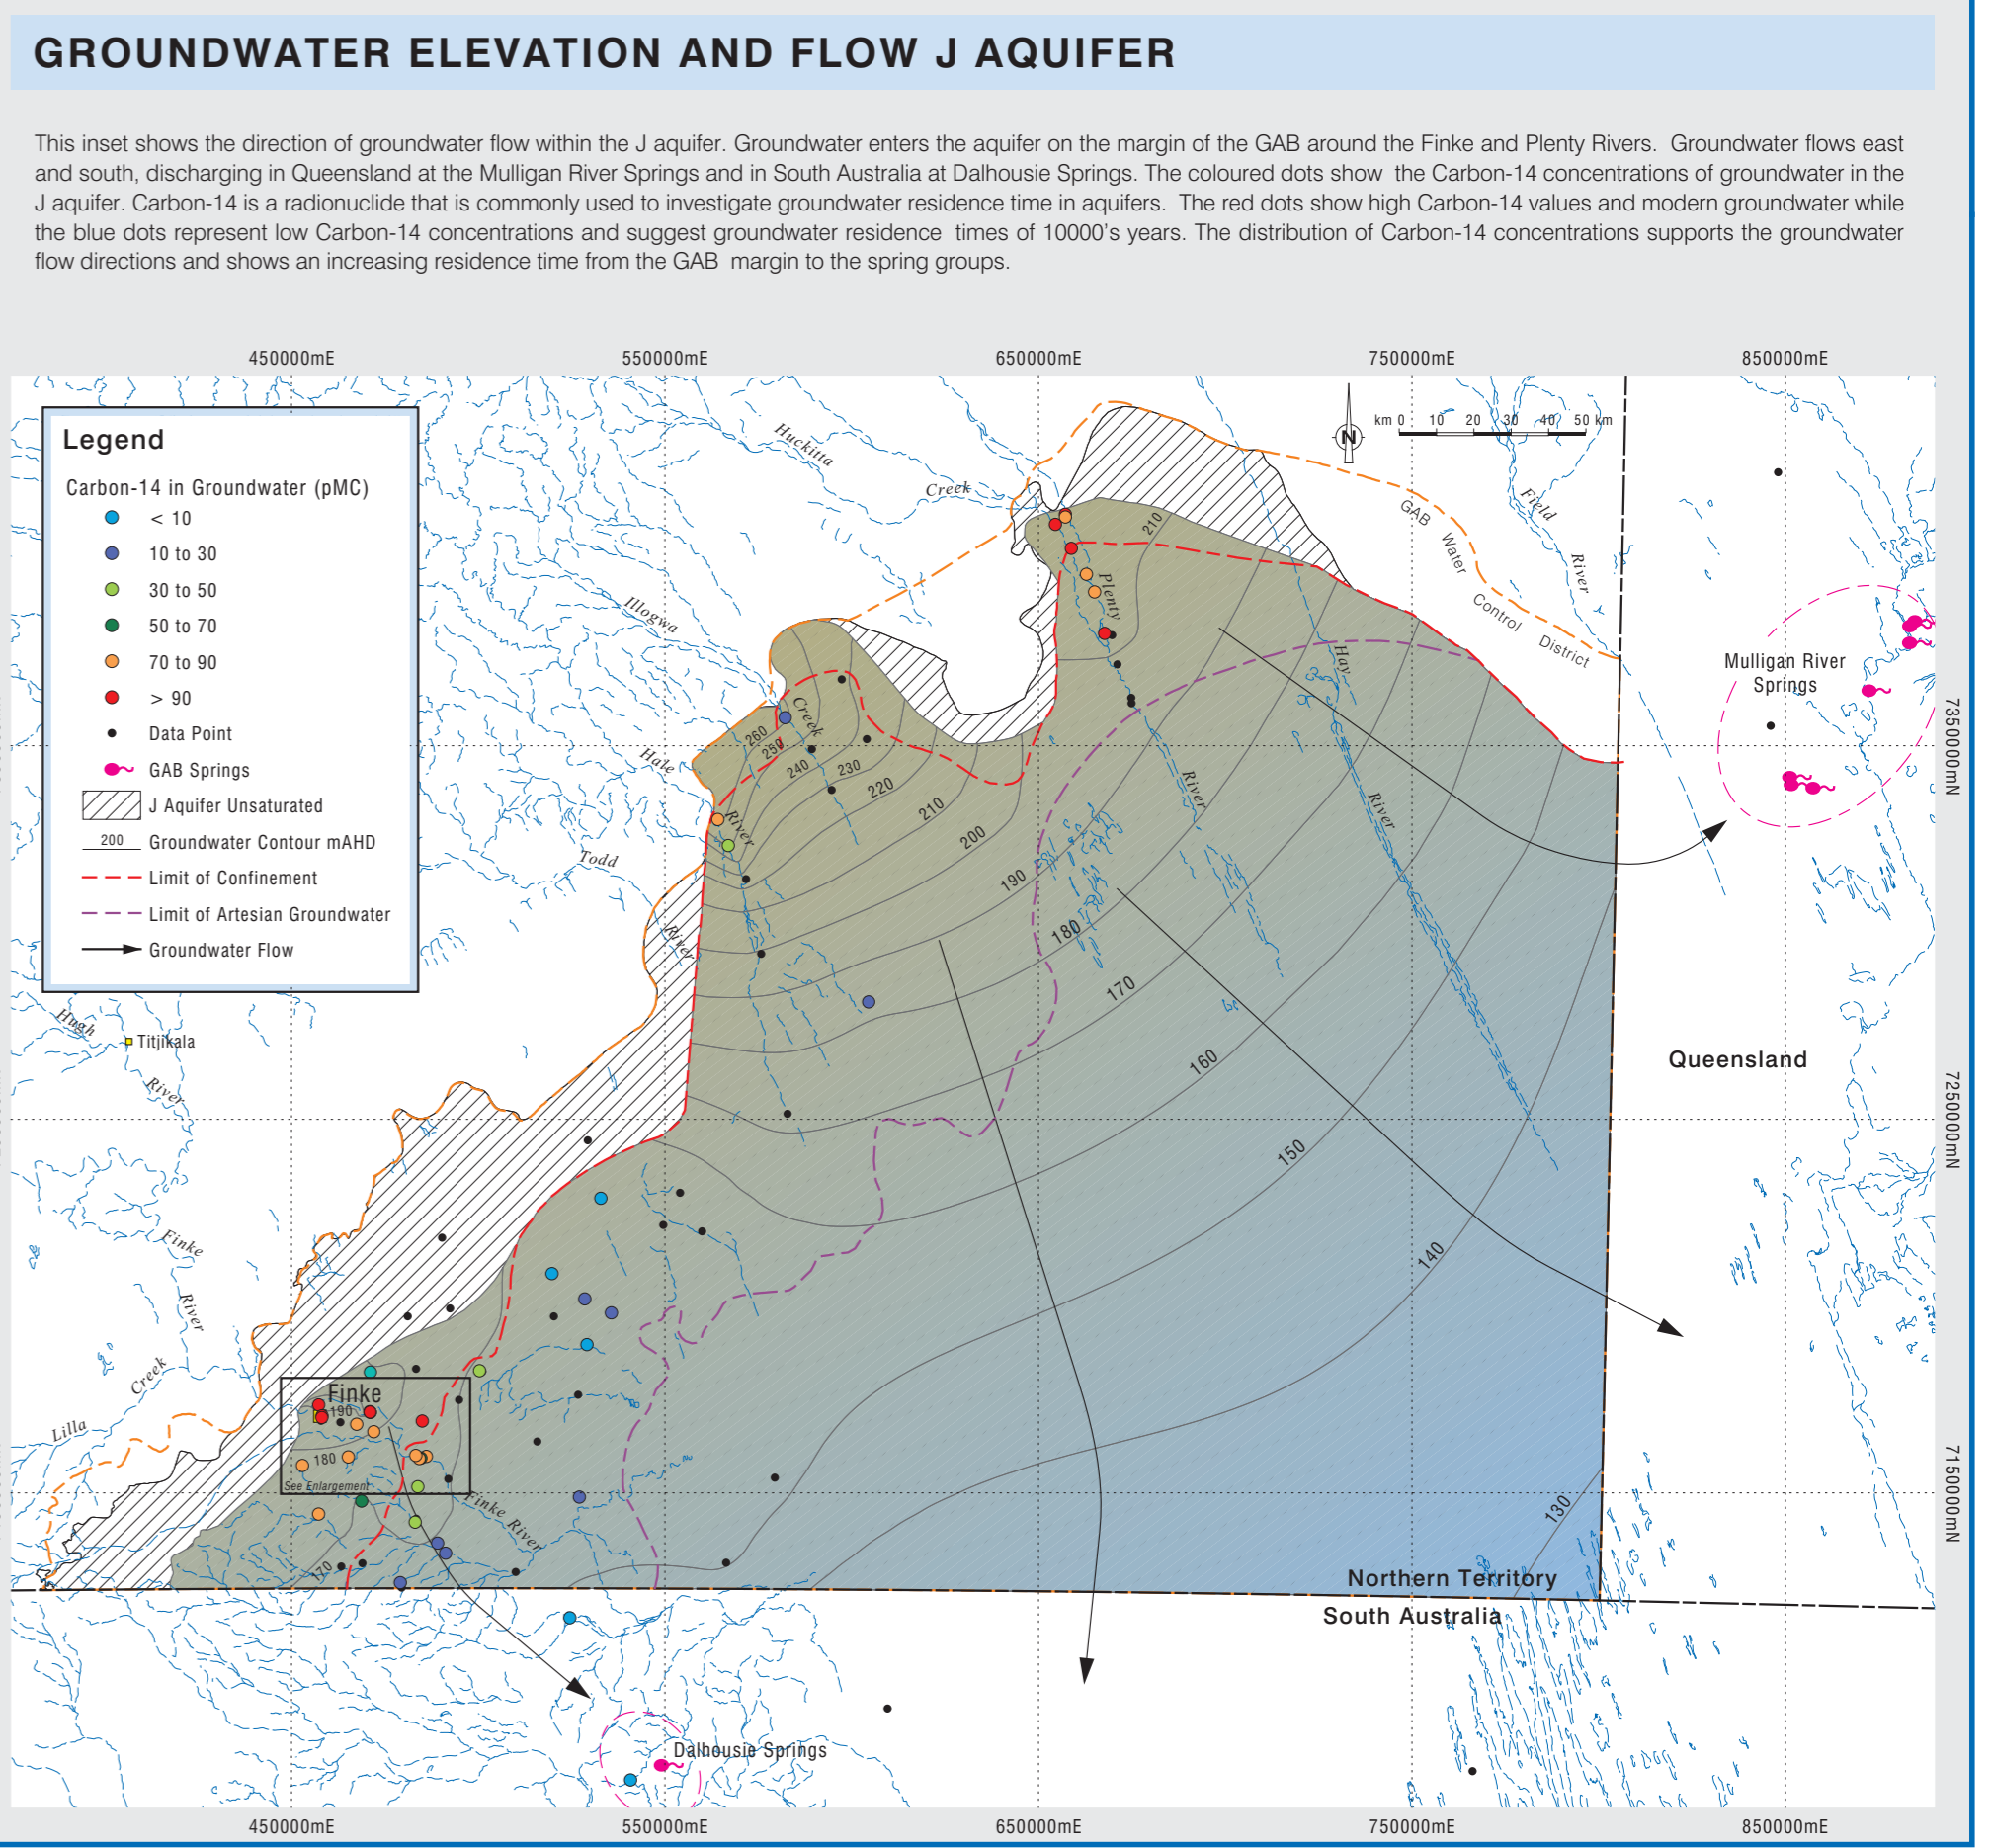 GROUNDWATER ELEVATION AND FLOW J AQUIFER
This inset shows the direction of groundwater flow within the J aquifer. Groundwater enters the aquifer on the margin of the GAB around the Finke and Plenty Rivers. Groundwater flows east
and south, discharging in Queensland at the Mulligan River Springs and in South Australia at Dalhousie Springs. The coloured dots show the Carbon-14 concentrations of groundwater in the
J aquifer. Carbon-14 is a radionuclide that is commonly used to investigate groundwater residence time in aquifers. The red dots show high Carbon-14 values and modern groundwater while
the blue dots represent low Carbon-14 concentrations and suggest groundwater residence times of 10000's years. The distribution of Carbon-14 concentrations supports the groundwater
flow directions and shows an increasing residence time from the GAB margin to the spring groups.
450000mE
550000mE
650000mE
750000mE
850000mE
Legend
Carbon-14 in Groundwater (pMC)
< 10
10 to 30
30 to 50
50 to 70
70 to 90
> 90
Data Point
GAB Springs
J Aquifer Unsaturated
200
Groundwater Contour mAHD
Limit of Confinement
Limit of Artesian Groundwater
Groundwater Flow
N
km 0 10 20 30 40 50 km
Huckitta
Creek
Field
River
GAB
Water
Control
District
210
Plenty
River
Illogwa
Creek
Hay
River
Mulligan River
Springs
7350000mN
Hale
River
260
250
240
230
220
210
200
190
180
170
160
150
140
130
Todd
River
Hugh
River
Titjikala
Queensland
7250000mN
Finke
River
Lilla
Creek
Finke
190
180
See Enlargement
Finke River
170
7150000mN
Northern Territory
South Australia
Dalhousie Springs
450000mE
550000mE
650000mE
750000mE
850000mE